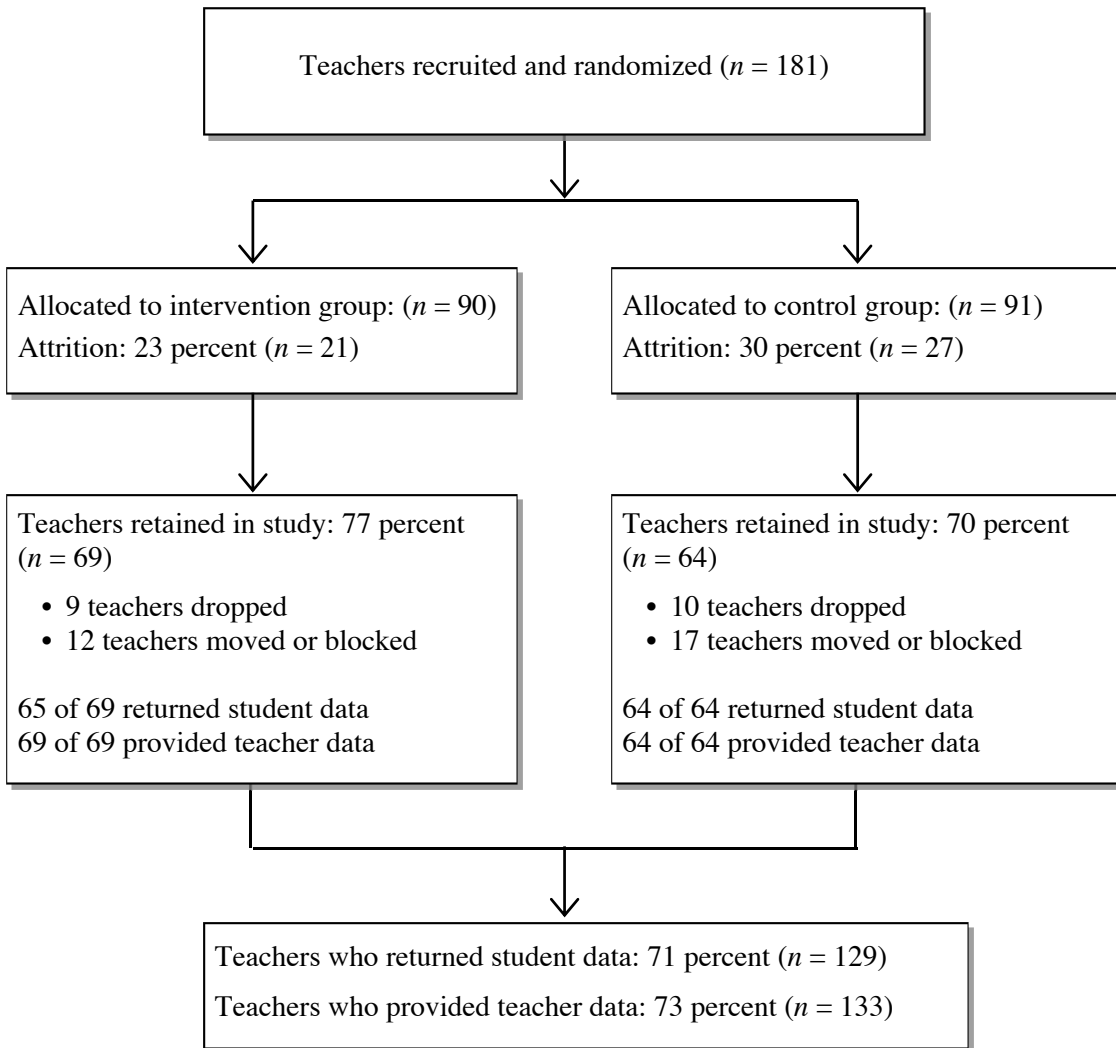 Teachers recruited and randomized (n = 181)
Allocated to intervention group: (n = 90)
Attrition: 23 percent (n = 21)
Allocated to control group: (n = 91)
Attrition: 30 percent (n = 27)
Teachers retained in study: 77 percent
(n = 69)
• 9 teachers dropped
• 12 teachers moved or blocked
65 of 69 returned student data
69 of 69 provided teacher data
Teachers retained in study: 70 percent
(n = 64)
• 10 teachers dropped
• 17 teachers moved or blocked
64 of 64 returned student data
64 of 64 provided teacher data
Teachers who returned student data: 71 percent (n = 129)
Teachers who provided teacher data: 73 percent (n = 133)